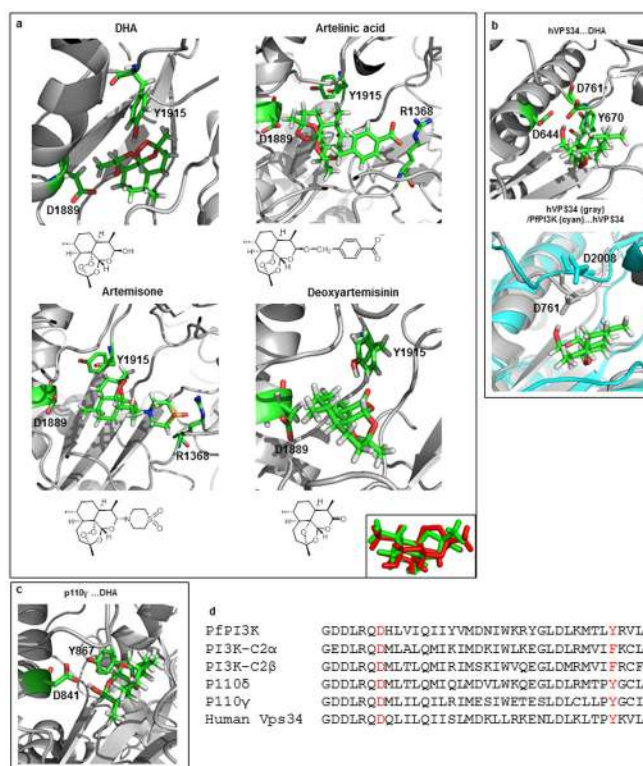 a
DHA
Y1915
D1889
OH
Artelinic acid
Y1915
R1368
D1889
Artemisone
Y1915
D1889
R1368
Deoxyartemisinin
Y1915
D1889
b
hVPS34...DHA
D761
Y670
D644
hVPS34 (gray)
/PfPI3K (cyan)...hVPS34
D2008
D761
c
p110γ ...DHA
Y867
D841
d
PfPI3K GDDLRQDHLVIQIIYVMDNIWKRYGLDLKMTLYRVL
PI3K-C2α GEDLRQDMLALQMIKIMDKIWLKEGLDLRMVIFKCL
PI3K-C2β GDDLRQDMLTLQMIRIMSKIWVQEGLDMRMVIFRCF
P110δ GDDLRQDMLTLQMIQLMDVLWKQEGLDLRMTPYGCL
P110γ GDDLRQDMLILQILRIMESIWETESLDLCLLPYGCI
Human Vps34 GDDLRQDQLILQIISLMDKLLRKENLDLKLTPYKVL